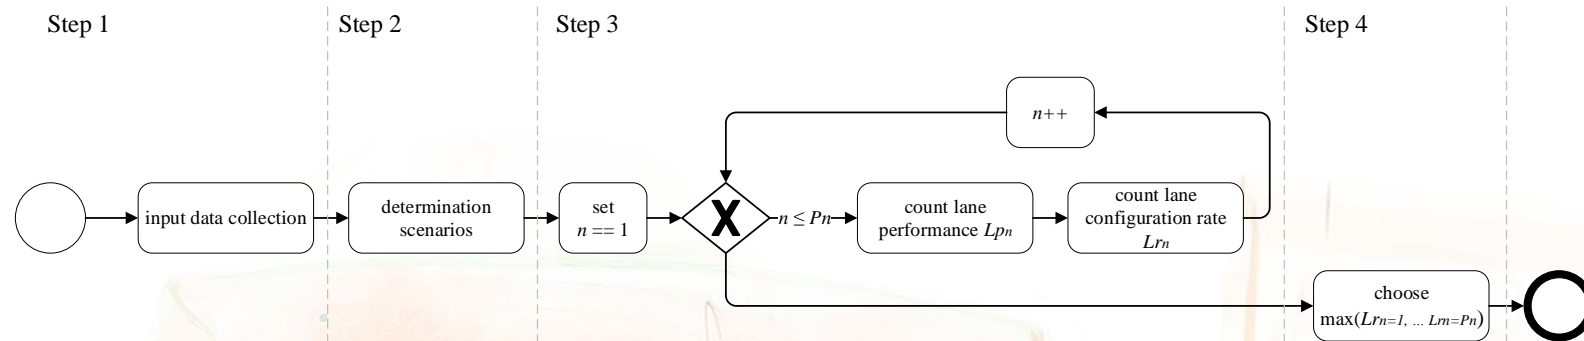 Step 1
Step 2
Step 3
Step 4
n++
input data collection
determination
scenarios
set
n == 1
X
n ≤ Pn
count lane
performance Lpn
count lane
configuration rate
Lrn
choose
max(Lrn=1, ... Lrn=Pn)